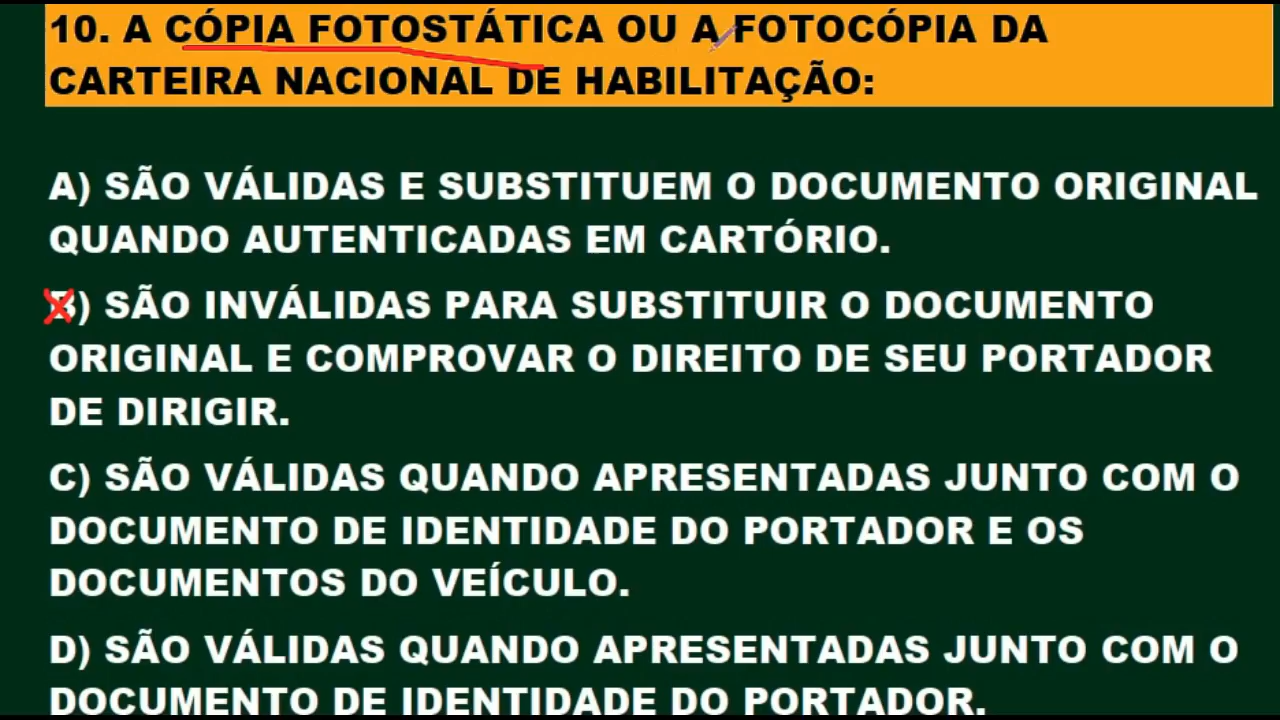 10. A CÓPIA FOTOSTÁTICA OU A FOTOCÓPIA DA
CARTEIRA NACIONAL DE HABILITAÇÃO:
A) SÃO VÁLIDAS E SUBSTITUEM O DOCUMENTO ORIGINAL
QUANDO AUTENTICADAS EM CARTÓRIO.
B) SÃO INVÁLIDAS PARA SUBSTITUIR O DOCUMENTO
ORIGINAL E COMPROVAR O DIREITO DE SEU PORTADOR
DE DIRIGIR.
C) SÃO VÁLIDAS QUANDO APRESENTADAS JUNTO COM O
DOCUMENTO DE IDENTIDADE DO PORTADOR E OS
DOCUMENTOS DO VEÍCULO.
D) SÃO VÁLIDAS QUANDO APRESENTADAS JUNTO COM O
DOCUMENTO DE IDENTIDADE DO PORTADOR.